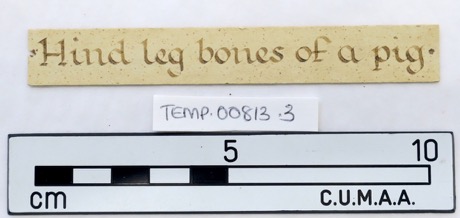 ·Hind leg bones of a pig·
TEMP.00813.3
5 10
cm C.U.M.A.A.